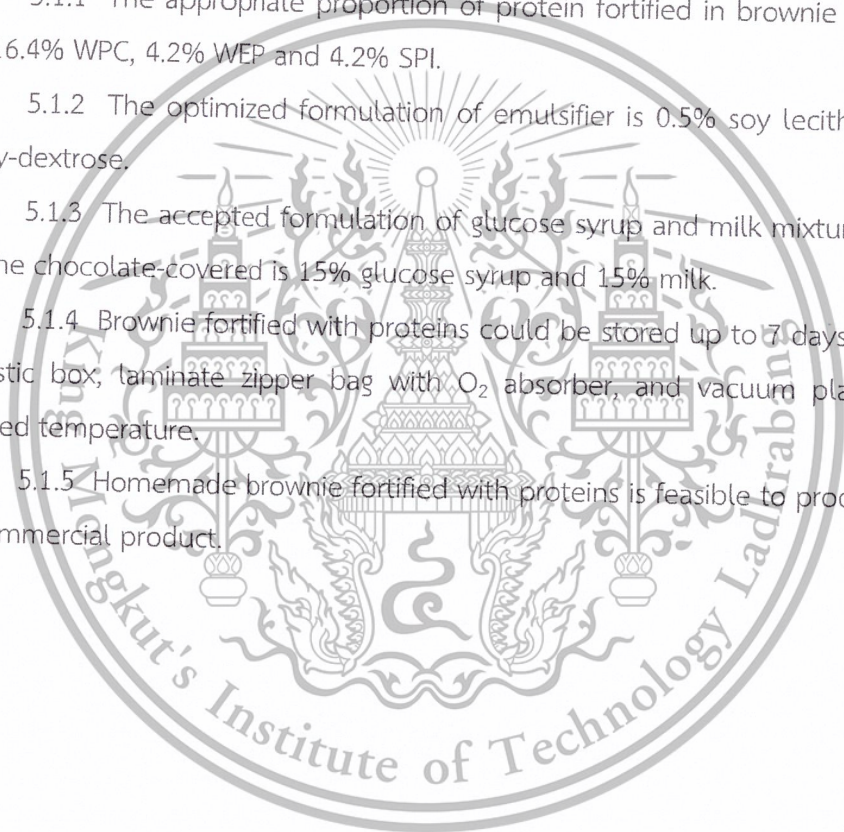 5.1.1 The appropriate proportion of protein fortified in brownie
6.4% WPC, 4.2% WEP and 4.2% SPI.
5.1.2 The optimized formulation of emulsifier is 0.5% soy lecith
y-dextrose.
5.1.3 The accepted formulation of glucose syrup and milk mixtur
ne chocolate-covered is 15% glucose syrup and 15% milk.
5.1.4 Brownie fortified with proteins could be stored up to 7 days
stic box, laminate zipper bag with O₂ absorber, and vacuum pla
ed temperature.
5.1.5 Homemade brownie fortified with proteins is feasible to proc
mmercial product.
King Mongkut's Institute of Technology Ladkrabang